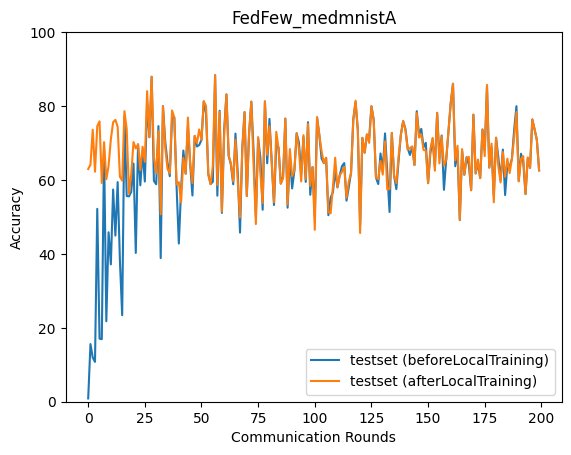 FedFew_medmnistA
Accuracy
100
80
60
40
20
0
testset (beforeLocalTraining)
testset (afterLocalTraining)
0 25 50 75 100 125 150 175 200
Communication Rounds